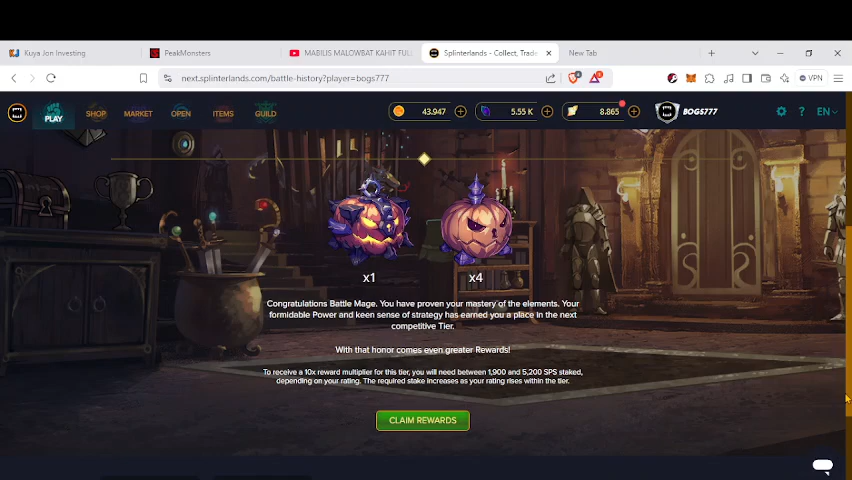 Kuya Jon Investing
PeakMonsters
MABILIS MALOWBAT KAHIT FUL
Splinterlands - Collect, Trade
New Tab
next.splinterlands.com/battle-history?player=bogs777
VPN
PLAY
SHOP
MARKET
OPEN
ITEMS
GUILD
43.947
5.55 K
8.865
BOGS777
?
EN
x1
x4
Congratulations Battle Mage. You have proven your mastery of the elements. Your
formidable Power and keen sense of strategy has earned you a place in the next
competitive Tier.
With that honor comes even greater Rewards!
To receive a 10x reward multiplier for this tier, you will need between 1,900 and 5,200 SPS staked,
depending on your rating. The required stake increases as your rating rises within the tier.
CLAIM REWARDS